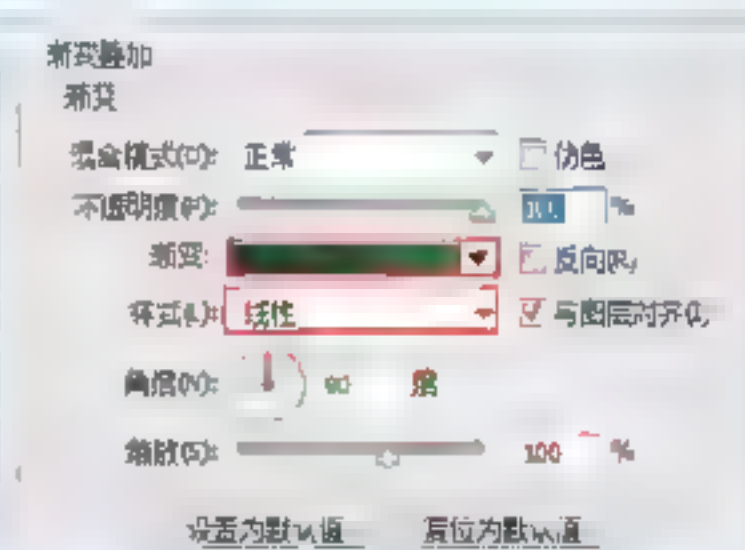 渐变叠加
渐变
混合模式(O): 正常 仿色
不透明度(P): %
渐变: 反向(R)
样式(L): 线性 与图层对齐(I)
角度(N): 90 度
缩放(S): 100 %
设置为默认值 复位为默认值